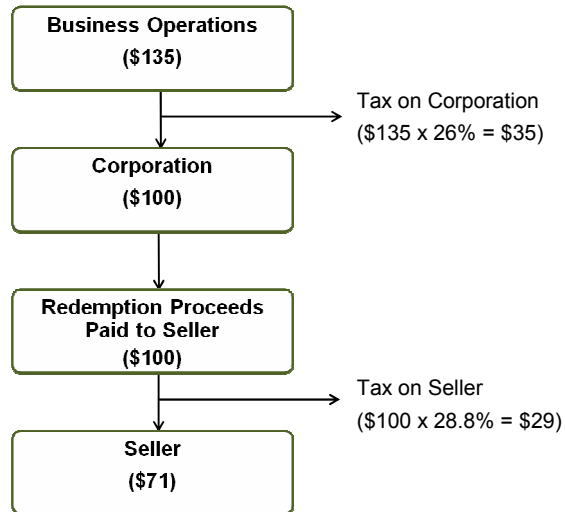 Business Operations
($135)
Tax on Corporation
($135 x 26% = $35)
Corporation
($100)
Redemption Proceeds
Paid to Seller
($100)
Tax on Seller
($100 x 28.8% = $29)
Seller
($71)